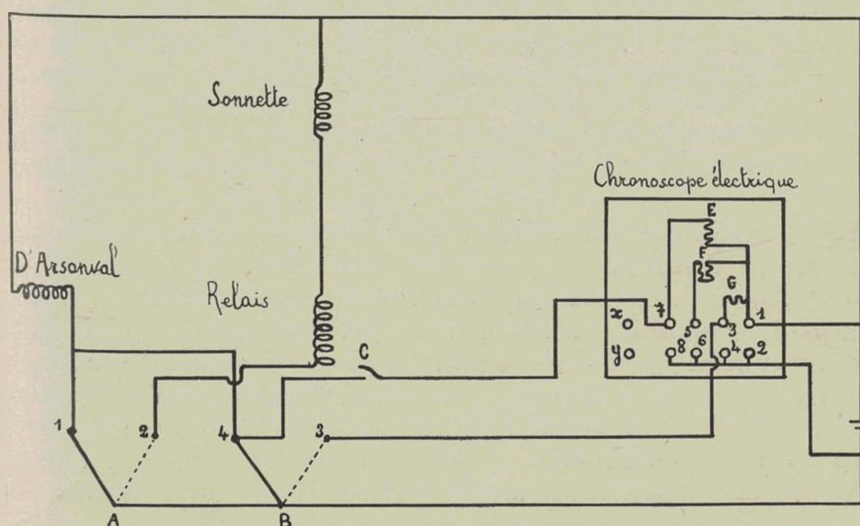 Sonnette
Chronoscope électrique
E
D'Arsonval
F
Relais
G
x
7
5
3
1
y
8
6
4
2
C
1
2
4
3
A
B